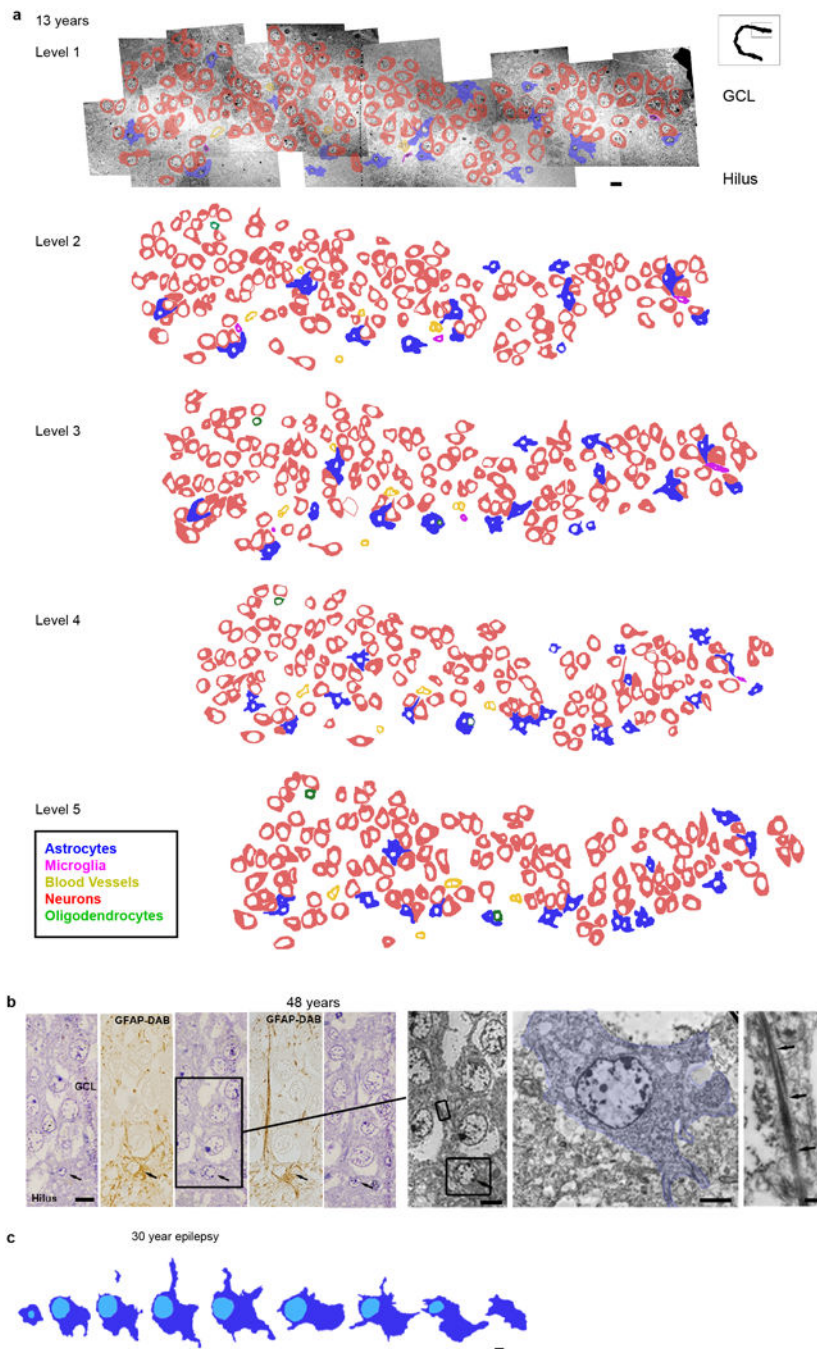 a
13 years
Level 1
GCL
Hilus
Level 2
Level 3
Level 4
Level 5
Astrocytes
Microglia
Blood Vessels
Neurons
Oligodendrocytes
b
48 years
GFAP-DAB
GFAP-DAB
GCL
Hilus
c
30 year epilepsy